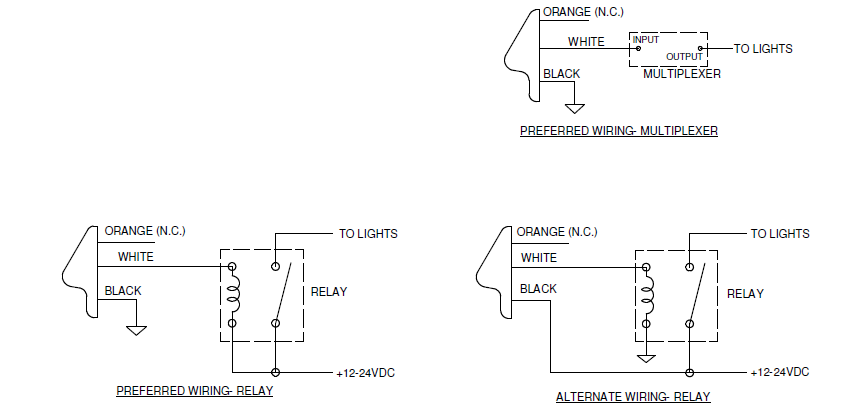 ORANGE (N.C.)
WHITE
INPUT
OUTPUT
TO LIGHTS
BLACK
MULTIPLEXER
PREFERRED WIRING- MULTIPLEXER
ORANGE (N.C.)
TO LIGHTS
WHITE
BLACK
RELAY
+12-24VDC
PREFERRED WIRING- RELAY
ORANGE (N.C.)
TO LIGHTS
WHITE
BLACK
RELAY
+12-24VDC
ALTERNATE WIRING- RELAY